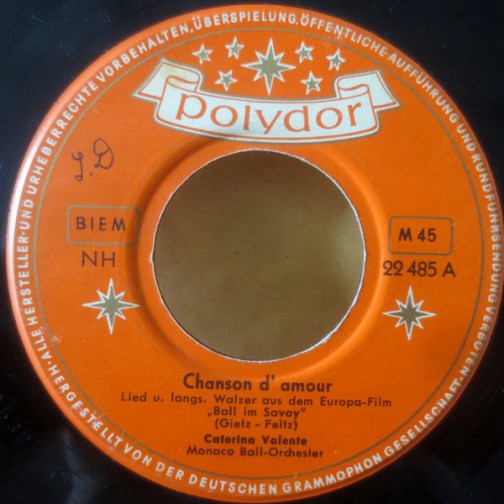 ALLE HERSTELLER-UND URHEBERRECHTE VORBEHALTEN, ÜBERSPIELUNG, ÖFFENTLICHE AUFFÜHRUNG UND RUNDFUNKSENDUNG VERBOTEN.
polydor
J.D
BIEM
M 45
NH
22 485 A
Chanson d'amour
Lied u. langs. Walzer aus dem Europa-Film
„Ball im Savoy"
(Gietz - Feltz)
Caterina Valente
Monaco Ball-Orchester
HERGESTELLT VON DER DEUTSCHEN GRAMMOPHON GESELLSCHAFT